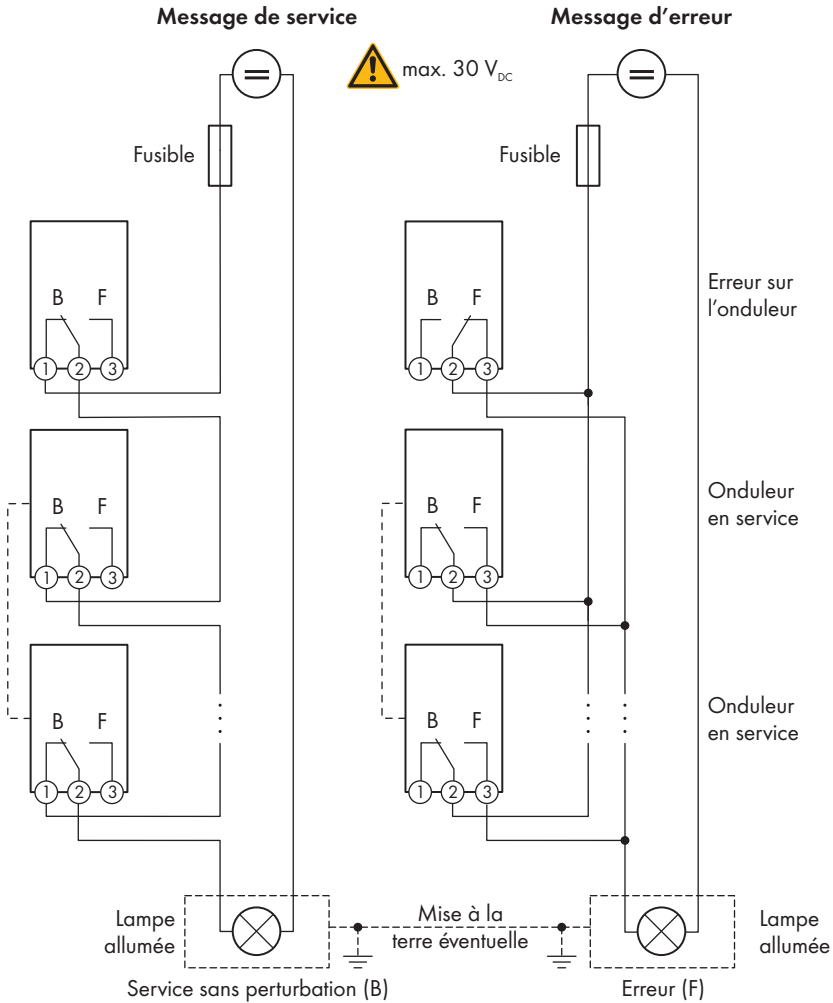 Message de service
Message d'erreur
max. 30 V_DC
Fusible
Fusible
B F
1 2 3
B F
1 2 3
Erreur sur
l'onduleur
B F
1 2 3
B F
1 2 3
Onduleur
en service
B F
1 2 3
B F
1 2 3
Onduleur
en service
Lampe
allumée
Mise à la
terre éventuelle
Lampe
allumée
Service sans perturbation (B)
Erreur (F)